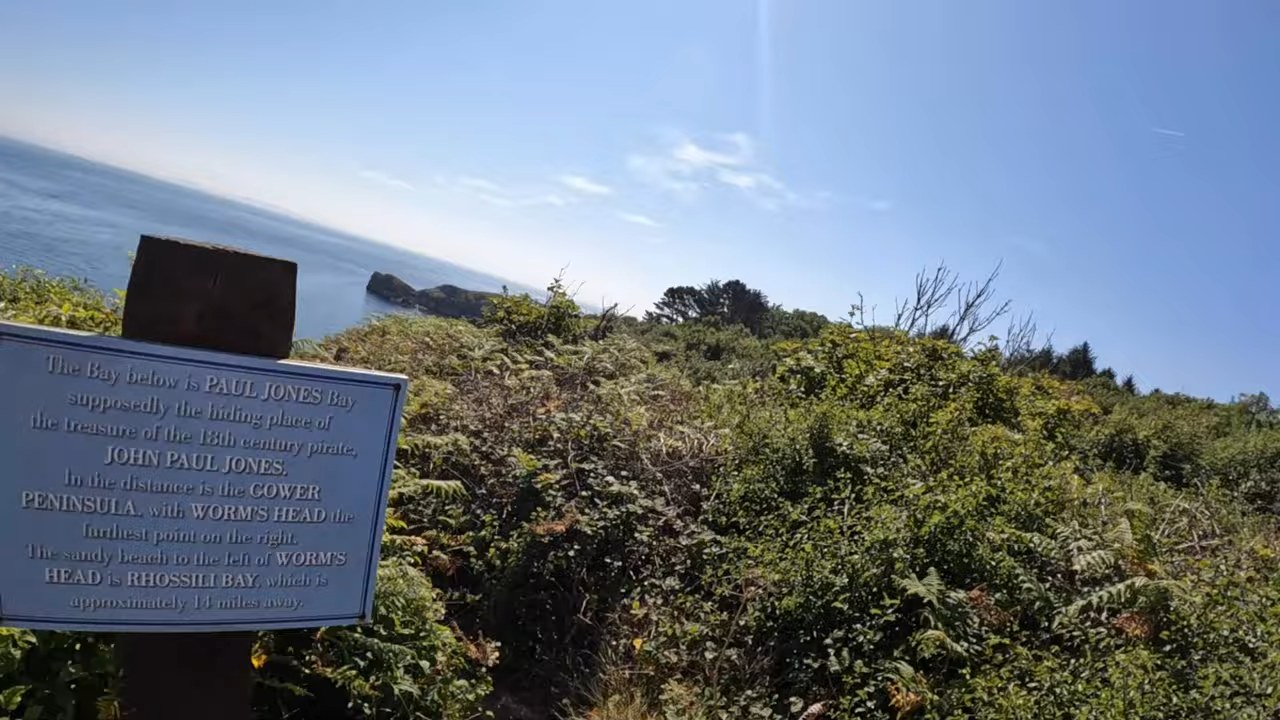 The Bay below is PAUL JONES Bay
supposedly the hiding place of
the treasure of the 18th century pirate,
JOHN PAUL JONES.
In the distance is the GOWER
PENINSULA, with WORM'S HEAD the
furthest point on the right.
The sandy beach to the left of WORM'S
HEAD is RHOSSILI BAY, which is
approximately 14 miles away.